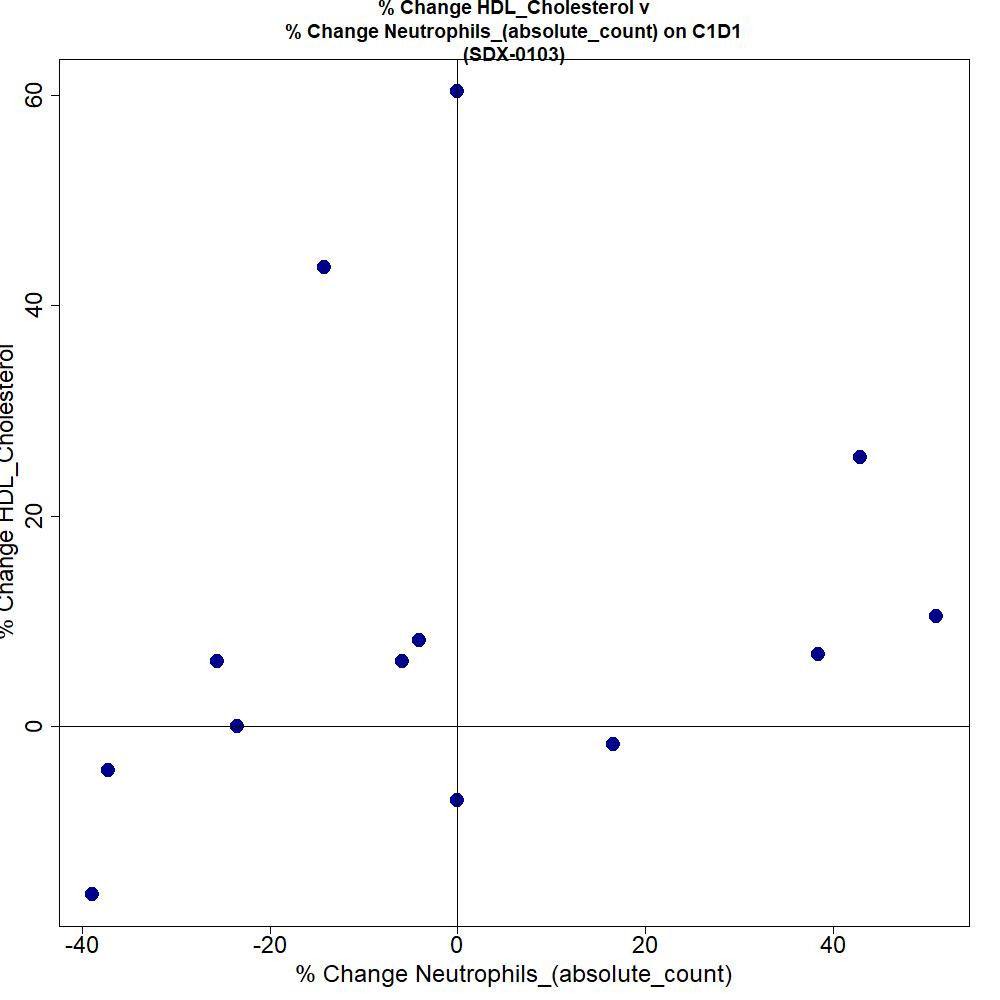 % Change HDL_Cholesterol v
% Change Neutrophils_(absolute_count) on C1D1
(SDX-0103)
% Change HDL_Cholesterol
60
40
20
0
-40 -20 0 20 40
% Change Neutrophils_(absolute_count)